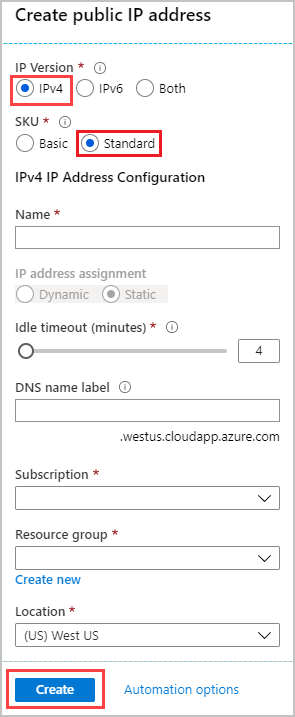 Create public IP address
IP Version *
IPv4 IPv6 Both
SKU *
Basic Standard
IPv4 IP Address Configuration
Name *
IP address assignment
Dynamic Static
Idle timeout (minutes) *
4
DNS name label
.westus.cloudapp.azure.com
Subscription *
Resource group *
Create new
Location *
(US) West US
Create Automation options